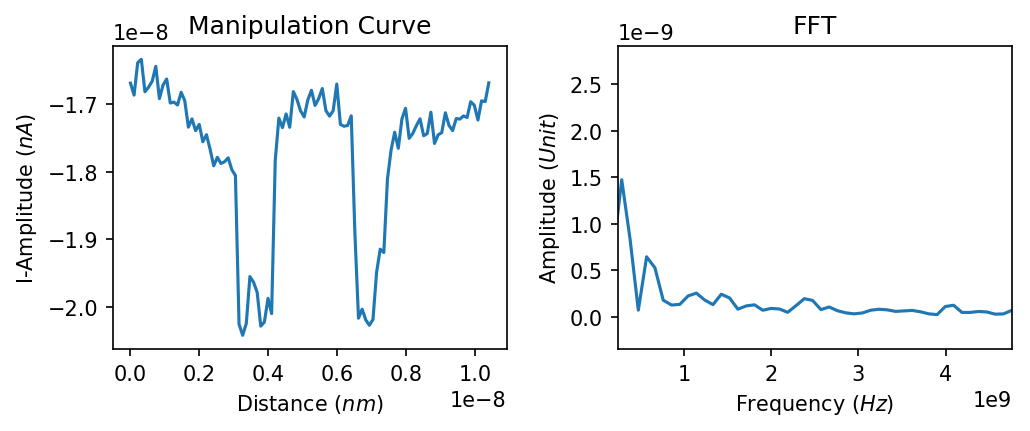 Manipulation Curve
1e−8
−1.7
−1.8
−1.9
−2.0
I-Amplitude (nA)
0.0 0.2 0.4 0.6 0.8 1.0
1e−8
Distance (nm)
FFT
1e−9
2.5
2.0
1.5
1.0
0.5
0.0
Amplitude (Unit)
1 2 3 4
1e9
Frequency (Hz)